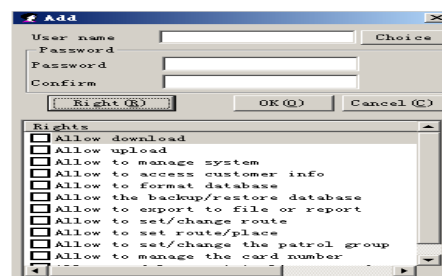 Add
User name Choice
Password
Password
Confirm
Right(R) OK(O) Cancel(C)
Rights
Allow download
Allow upload
Allow to manage system
Allow to access customer info
Allow to format database
Allow the backup/restore database
Allow to export to file or report
Allow to set/change route
Allow to set route/place
Allow to set/change the patrol group
Allow to manage the card number